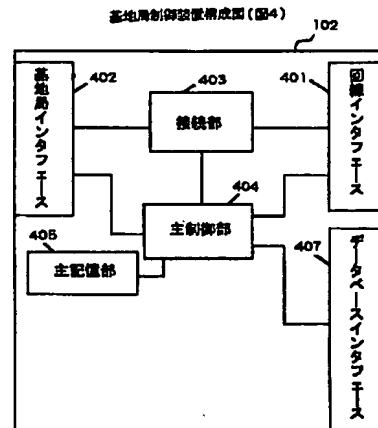 基地局制御装置構成図(図4)
102
402
基地局インタフエース
403
接続部
401
回線インタフエース
404
主制御部
405
主記憶部
407
データベースインタフエース